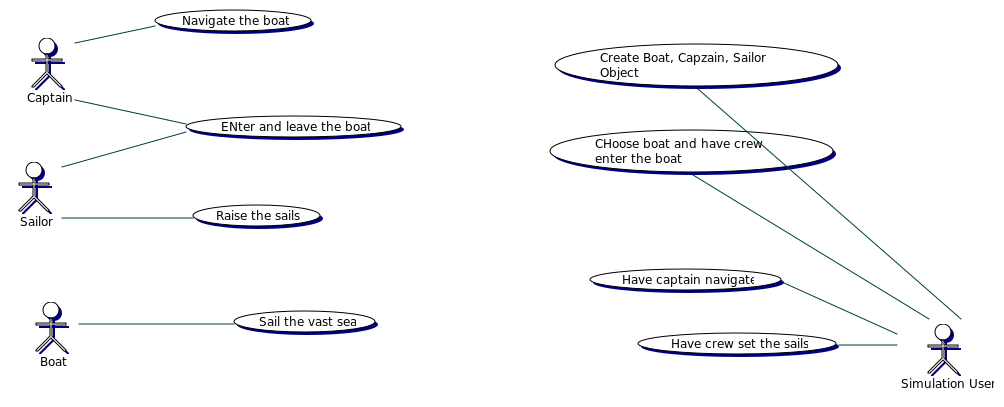 Navigate the boat
Captain
ENter and leave the boat
Sailor
Raise the sails
Sail the vast sea
Boat
Create Boat, Capzain, Sailor
Object
CHoose boat and have crew
enter the boat
Have captain navigate
Have crew set the sails
Simulation User